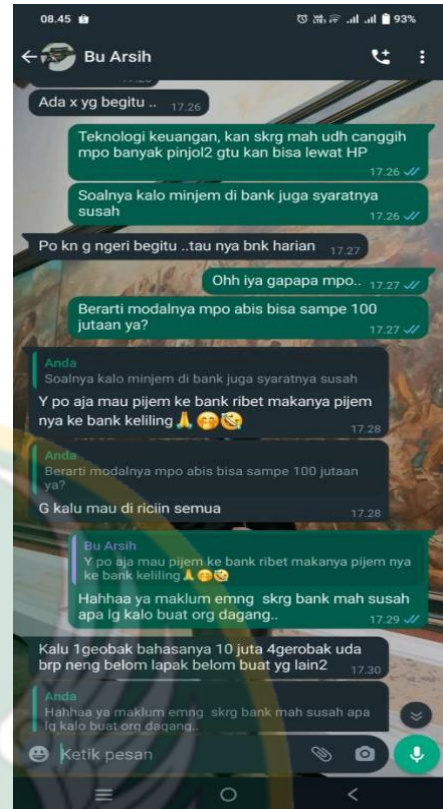 08.45
93%
Bu Arsih
Ada x yg begitu .. 17.26
Teknologi keuangan, kan skrg mah udh canggih
mpo banyak pinjol2 gtu kan bisa lewat HP
17.26
Soalnya kalo minjem di bank juga syaratnya
susah 17.26
Po kn g ngeri begitu ..tau nya bnk harian 17.27
Ohh iya gapapa mpo.. 17.27
Berarti modalnya mpo abis bisa sampe 100
jutaan ya? 17.27
Anda
Soalnya kalo minjem di bank juga syaratnya susah
Y po aja mau pijem ke bank ribet makanya pijem
nya ke bank keliling🙏🤭🤣 17.28
Anda
Berarti modalnya mpo abis bisa sampe 100 jutaan
ya?
G kalu mau di riciin semua 17.28
Bu Arsih
Y po aja mau pijem ke bank ribet makanya pijem nya
ke bank keliling🙏🤭🤣
Hahhaa ya maklum emng skrg bank mah susah
apa lg kalo buat org dagang.. 17.29
Kalu 1geobak bahasanya 10 juta 4gerobak uda
brp neng belom lapak belom buat yg lain2 17.30
Anda
Hahhaa ya maklum emng skrg bank mah susah apa
lg kalo buat org dagang..
Ketik pesan